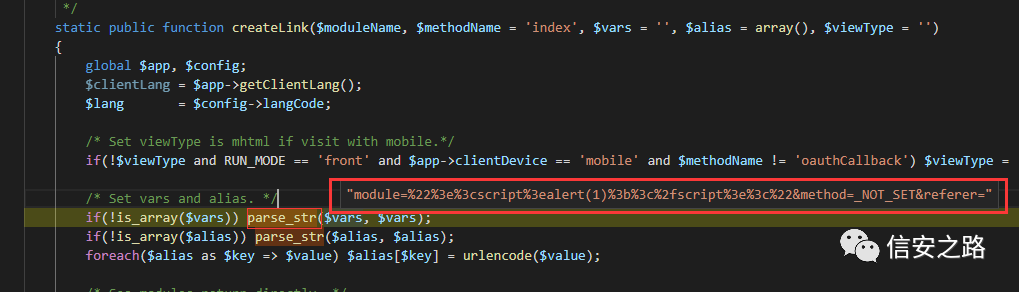 */
static public function createLink($moduleName, $methodName = 'index', $vars = '', $alias = array(), $viewType = '')
{
global $app, $config;
$clientLang = $app->getClientLang();
$lang = $config->langCode;
/* Set viewType is mhtml if visit with mobile.*/
if(!$viewType and RUN_MODE == 'front' and $app->clientDevice == 'mobile' and $methodName != 'oauthCallback') $viewType =
/* Set vars and alias. */
"module=%22%3e%3cscript%3ealert(1)%3b%3c%2fscript%3e%3c%22&method=_NOT_SET&referer="
if(!is_array($vars)) parse_str($vars, $vars);
if(!is_array($alias)) parse_str($alias, $alias);
foreach($alias as $key => $value) $alias[$key] = urlencode($value);
信安之路